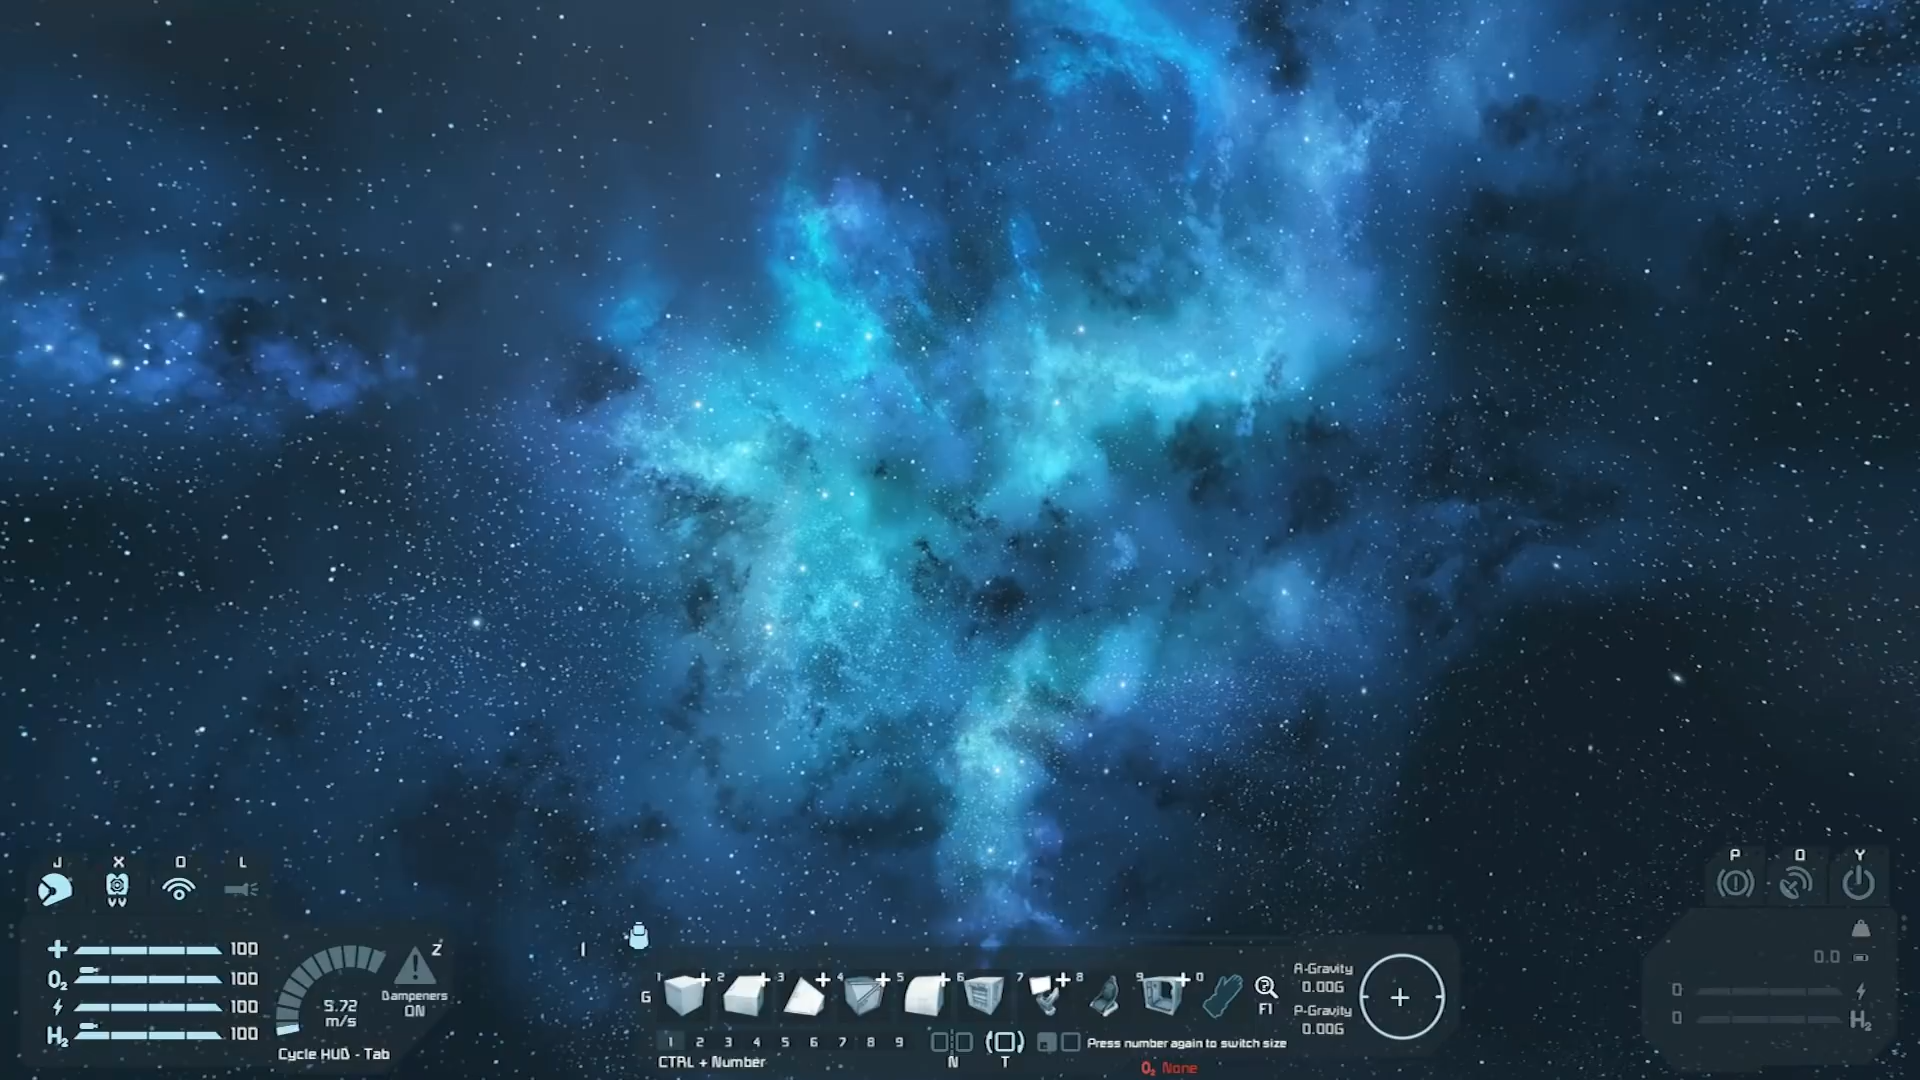 J X O L
P O Y
+ 100
O₂ 100
100
H₂ 100
5.72
m/s
Z
Dampeners
ON
Cycle HUD - Tab
I
G
1 2 3 4 5 6 7 8 9 0
F1
1 2 3 4 5 6 7 8 9
CTRL + Number
N T
Press number again to switch size
O₂ None
A-Gravity
0.00G
P-Gravity
0.00G
0.0
0
0 H₂